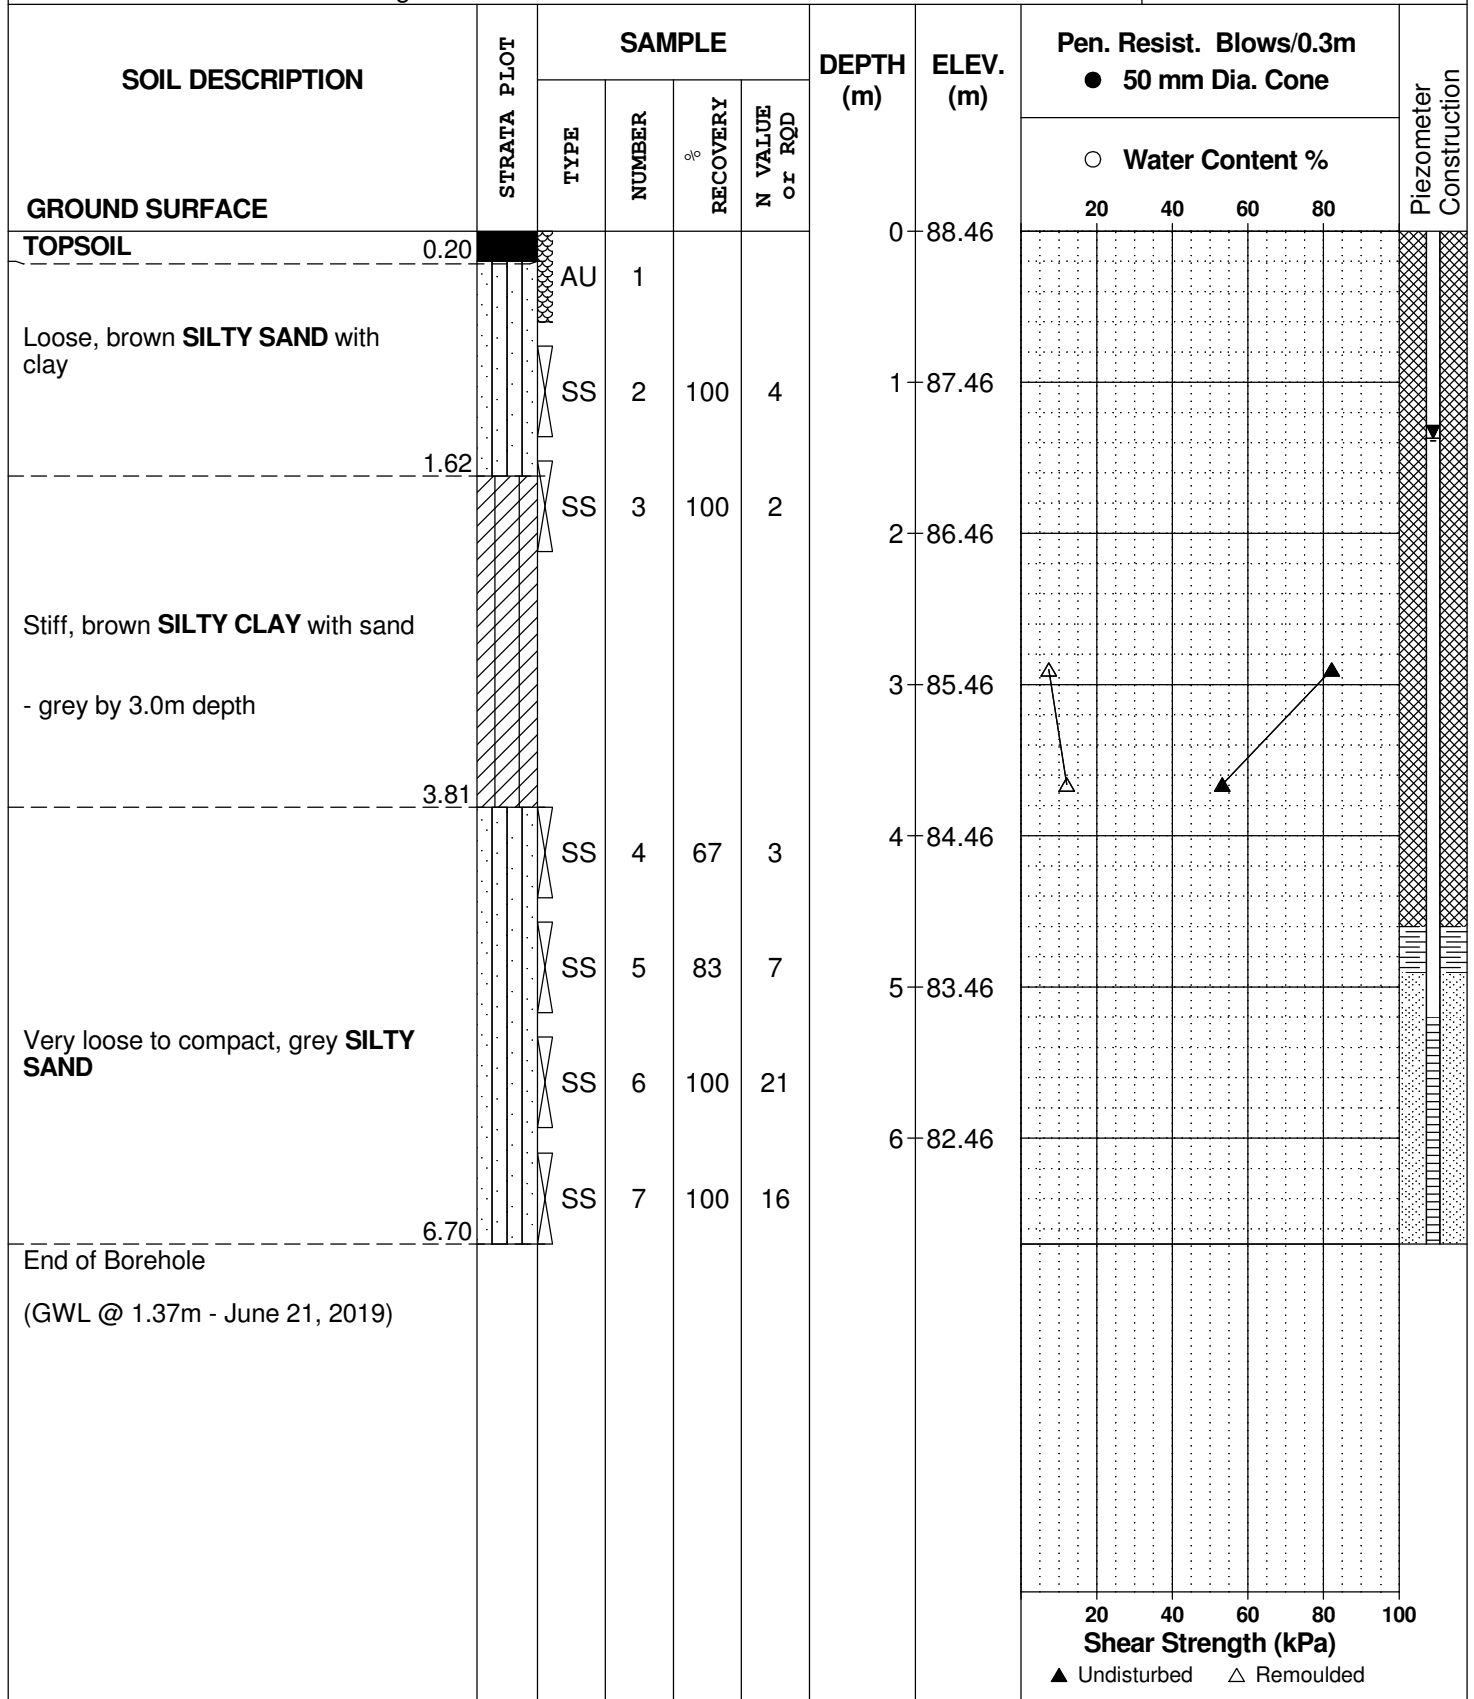 SOIL DESCRIPTION
GROUND SURFACE
STRATA PLOT
SAMPLE
TYPE
NUMBER
%
RECOVERY
N VALUE
or RQD
DEPTH
(m)
ELEV.
(m)
Pen. Resist. Blows/0.3m
● 50 mm Dia. Cone
○ Water Content %
20 40 60 80
Piezometer
Construction
0 88.46
TOPSOIL 0.20
AU 1
Loose, brown SILTY SAND with
clay
1 87.46
SS 2 100 4
1.62
SS 3 100 2
2 86.46
Stiff, brown SILTY CLAY with sand
3 85.46
- grey by 3.0m depth
3.81
4 84.46
SS 4 67 3
SS 5 83 7
5 83.46
Very loose to compact, grey SILTY
SAND
SS 6 100 21
6 82.46
SS 7 100 16
6.70
End of Borehole
(GWL @ 1.37m - June 21, 2019)
20 40 60 80 100
Shear Strength (kPa)
▲ Undisturbed △ Remoulded